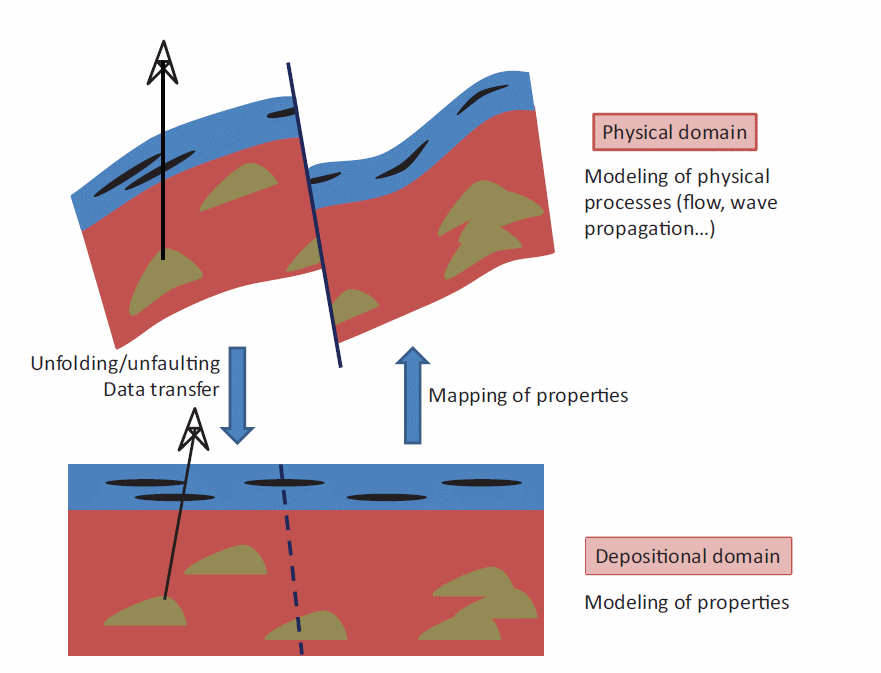 Physical domain
Modeling of physical
processes (flow, wave
propagation...)
Unfolding/unfaulting
Data transfer
Mapping of properties
Depositional domain
Modeling of properties